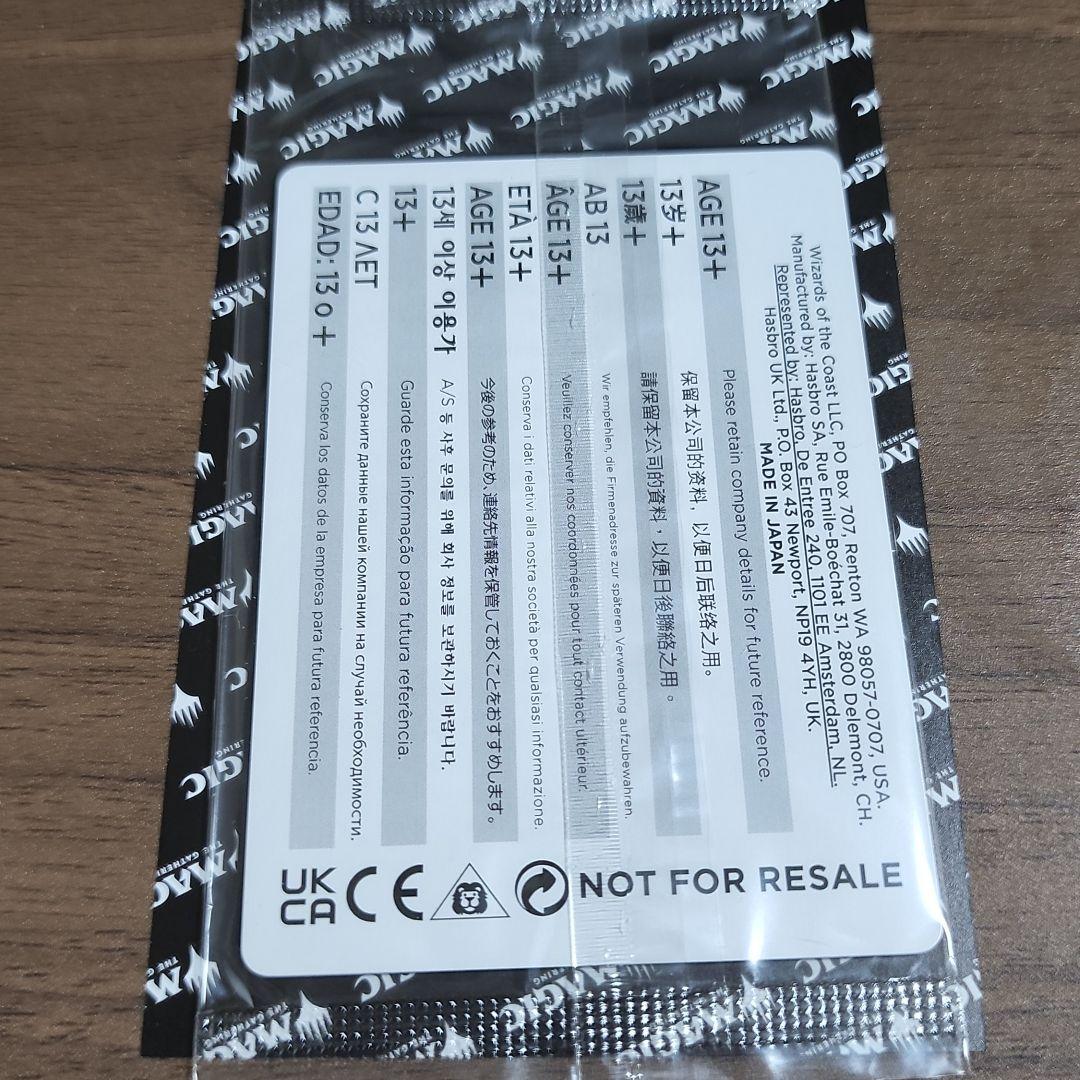 Wizards of the Coast LLC, PO Box 707, Renton WA 98057-0707, USA.
Manufactured by: Hasbro SA, Rue Emile-Boéchat 31, 2800 Delemont, CH.
Represented by: Hasbro, De Entree 240, 1101 EE Amsterdam, NL.
Hasbro UK Ltd., P.O. Box 43 Newport, NP19 4YH, UK.
MADE IN JAPAN
AGE 13+ Please retain company details for future reference.
13岁+ 保留本公司的资料，以便日后联络之用。
13歲+ 請保留本公司的資料，以便日後聯絡之用。
AB 13 Wir empfehlen, die Firmenadresse zur späteren Verwendung aufzubewahren.
ÂGE 13+ Veuillez conserver nos coordonnées pour tout contact ultérieur.
ETÀ 13+ Conserva i dati relativi alla nostra società per qualsiasi informazione.
AGE 13+ 今後の参考のため、連絡先情報を保管しておくことをおすすめします。
13세 이상 이용가 A/S 등 사후 문의를 위해 회사 정보를 보관하시기 바랍니다.
13+ Guarde esta informação para futura referência.
С 13 ЛЕТ Сохраните данные нашей компании на случай необходимости.
EDAD: 13 o + Conserva los datos de la empresa para futura referencia.
UK
CA
CE
NOT FOR RESALE
MAGIC
THE GATHERING